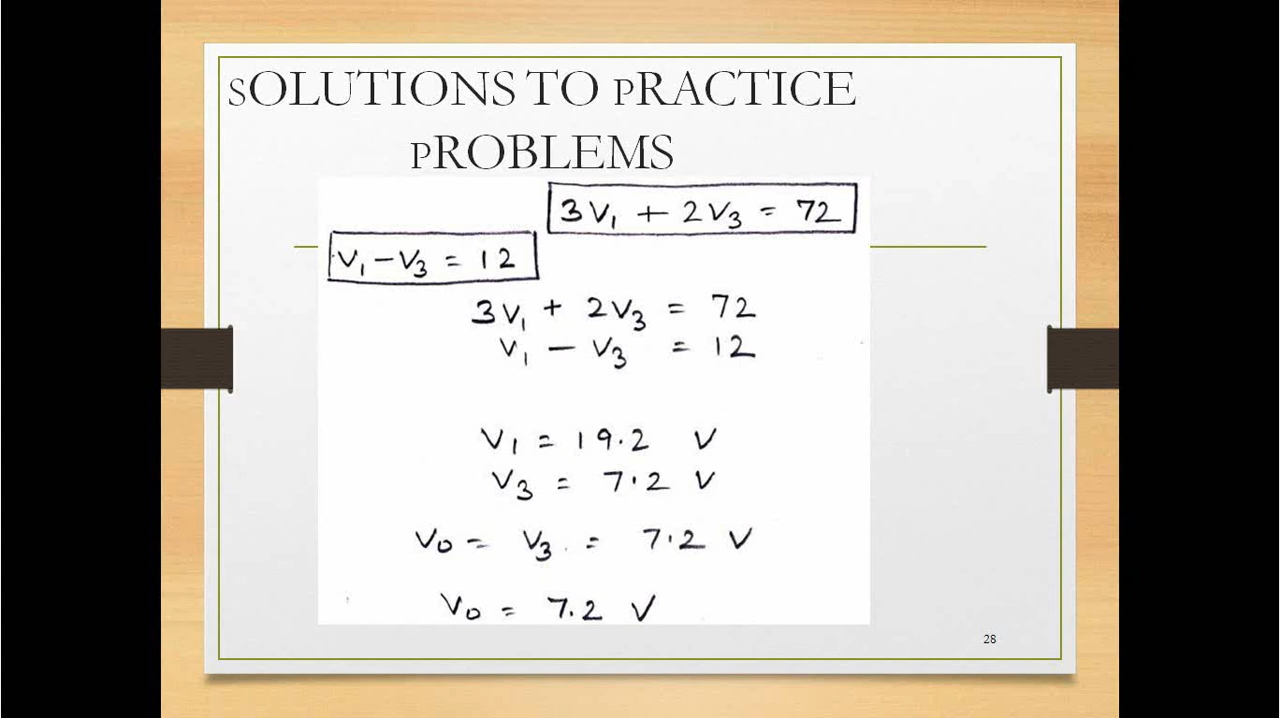 SOLUTIONS TO PRACTICE
PROBLEMS
3V₁ + 2V₃ = 72
V₁ - V₃ = 12
3V₁ + 2V₃ = 72
V₁ - V₃ = 12
V₁ = 19.2 V
V₃ = 7.2 V
V₀ = V₃ = 7.2 V
V₀ = 7.2 V
28